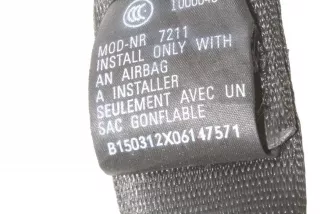 MOD-NR 7211
INSTALL ONLY WITH
AN AIRBAG
A INSTALLER
SEULEMENT AVEC UN
SAC GONFLABLE
B150312X06147571